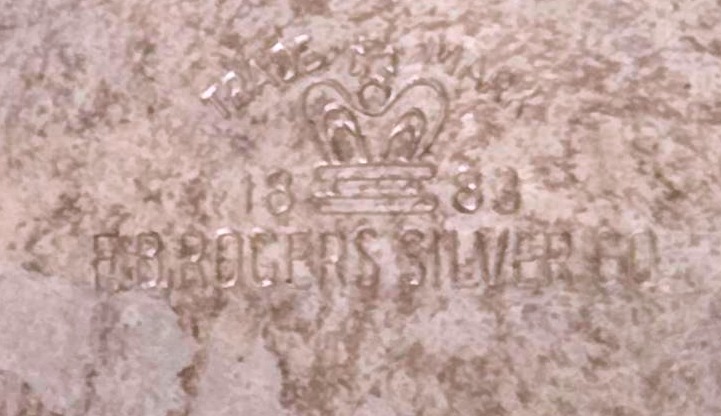 TRADE MARK
18 83
F.B. ROGERS SILVER CO.